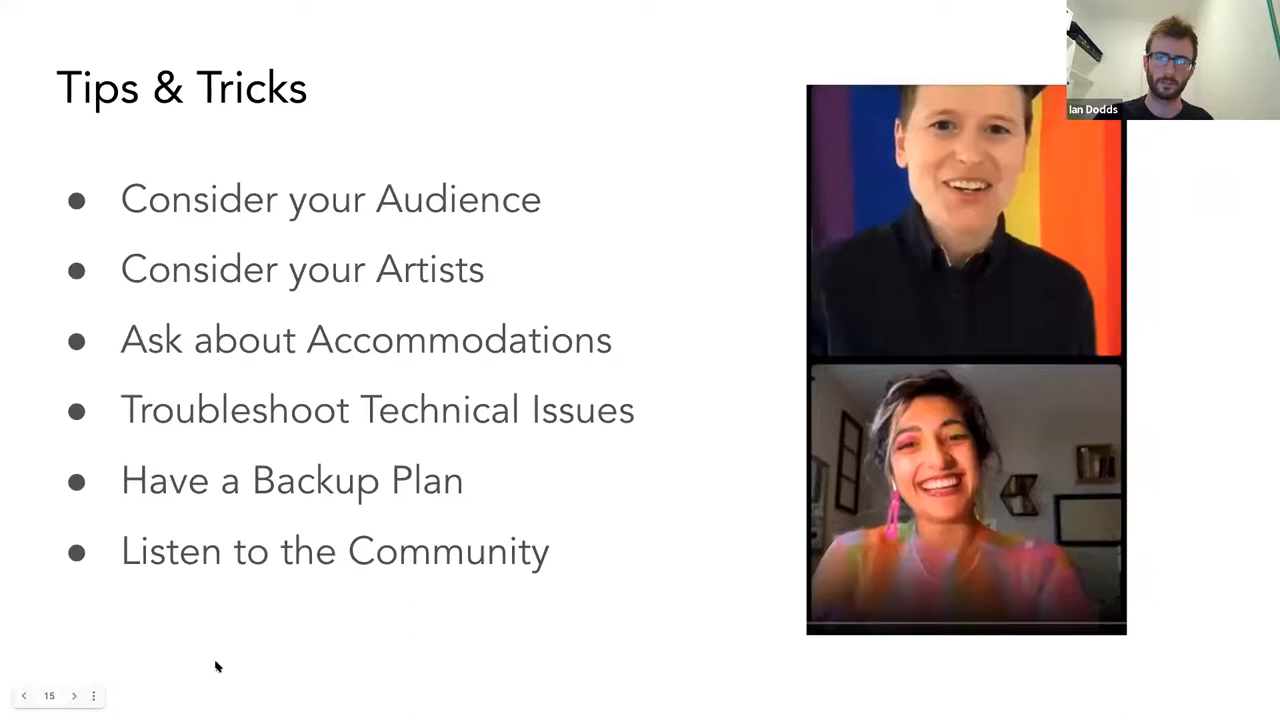 Tips & Tricks
● Consider your Audience
● Consider your Artists
● Ask about Accommodations
● Troubleshoot Technical Issues
● Have a Backup Plan
● Listen to the Community
Ian Dodds
15